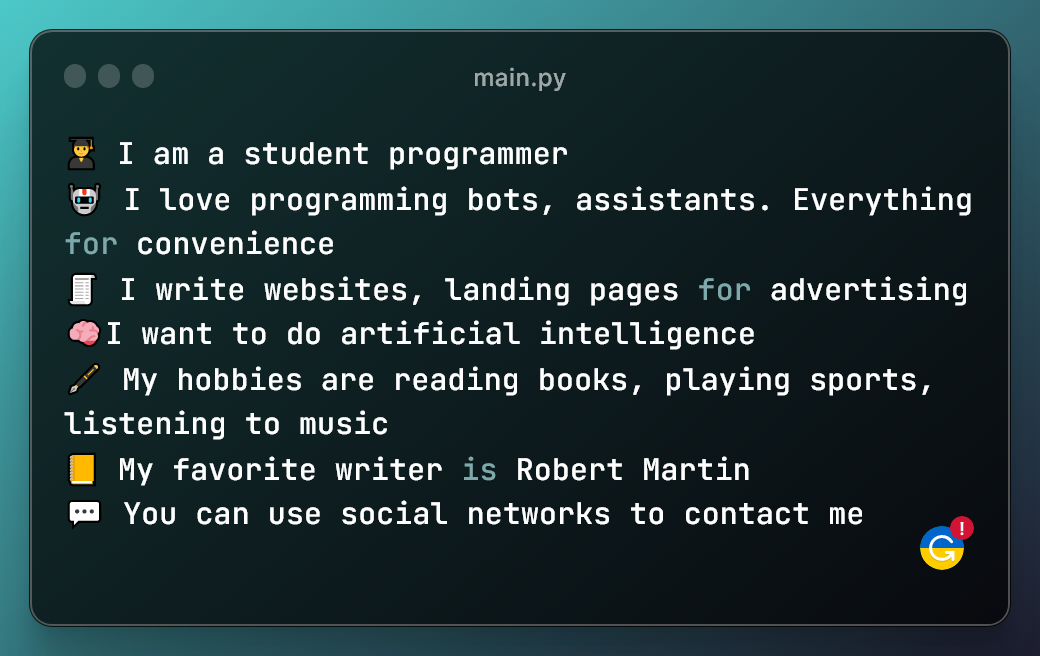 main.py
👨‍🎓 I am a student programmer
🤖 I love programming bots, assistants. Everything
for convenience
📜 I write websites, landing pages for advertising
🧠I want to do artificial intelligence
🖋 My hobbies are reading books, playing sports,
listening to music
📒 My favorite writer is Robert Martin
💬 You can use social networks to contact me
!